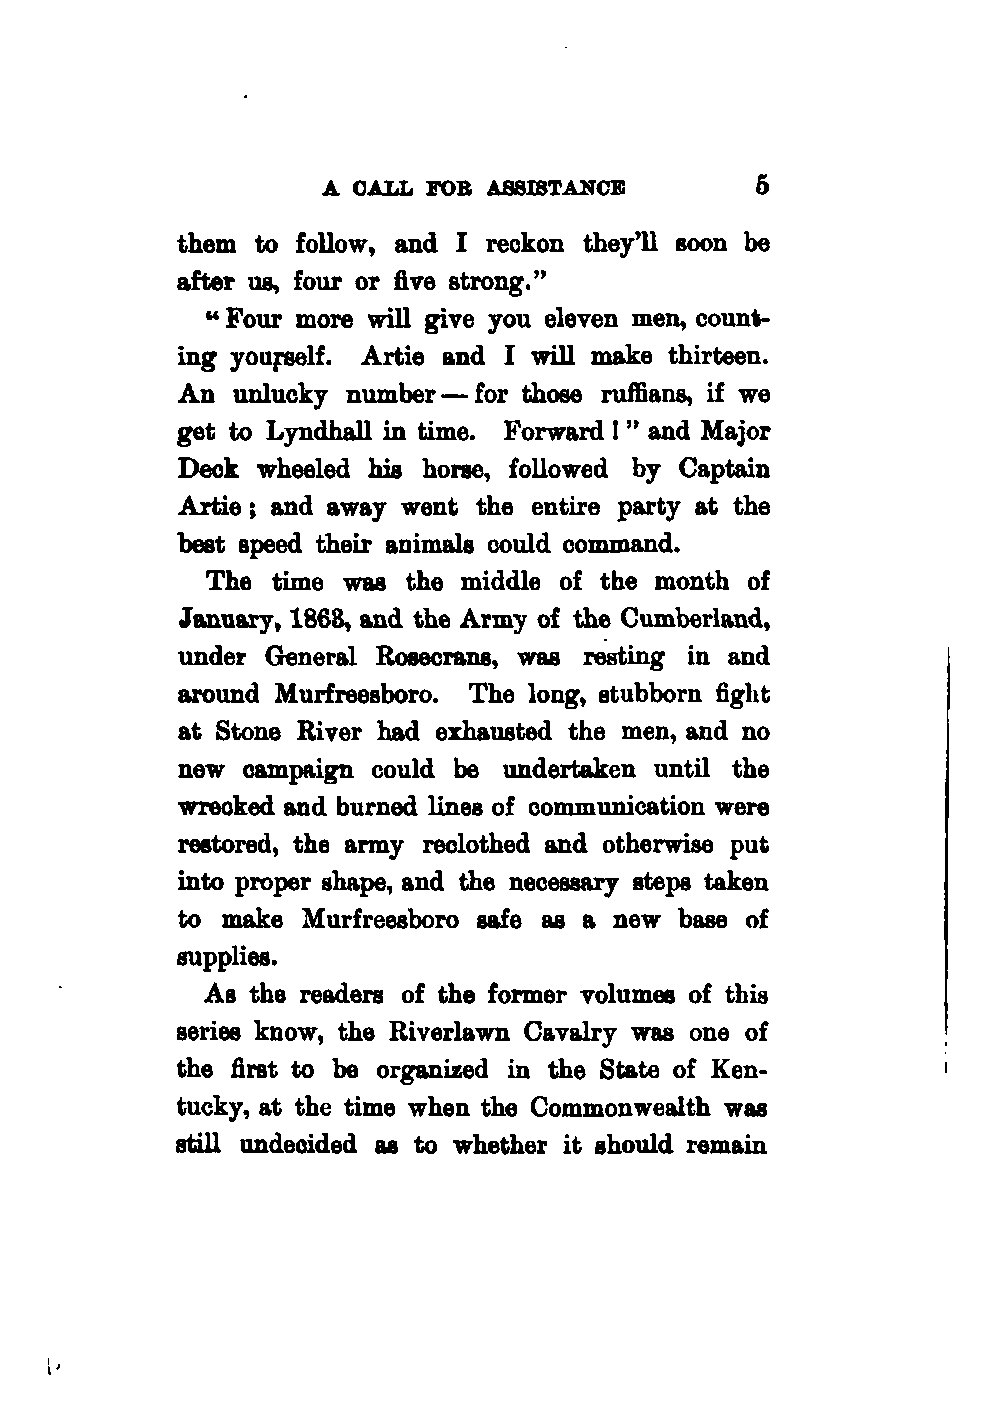 A CALL FOR ASSISTANCE 5
them to follow, and I reckon they'll soon be
after us, four or five strong."
"Four more will give you eleven men, count-
ing yourself. Artie and I will make thirteen.
An unlucky number — for those ruffians, if we
get to Lyndhall in time. Forward!" and Major
Deck wheeled his horse, followed by Captain
Artie; and away went the entire party at the
best speed their animals could command.
The time was the middle of the month of
January, 1863, and the Army of the Cumberland,
under General Rosecrans, was resting in and
around Murfreesboro. The long, stubborn fight
at Stone River had exhausted the men, and no
new campaign could be undertaken until the
wrecked and burned lines of communication were
restored, the army reclothed and otherwise put
into proper shape, and the necessary steps taken
to make Murfreesboro safe as a new base of
supplies.
As the readers of the former volumes of this
series know, the Riverlawn Cavalry was one of
the first to be organized in the State of Ken-
tucky, at the time when the Commonwealth was
still undecided as to whether it should remain